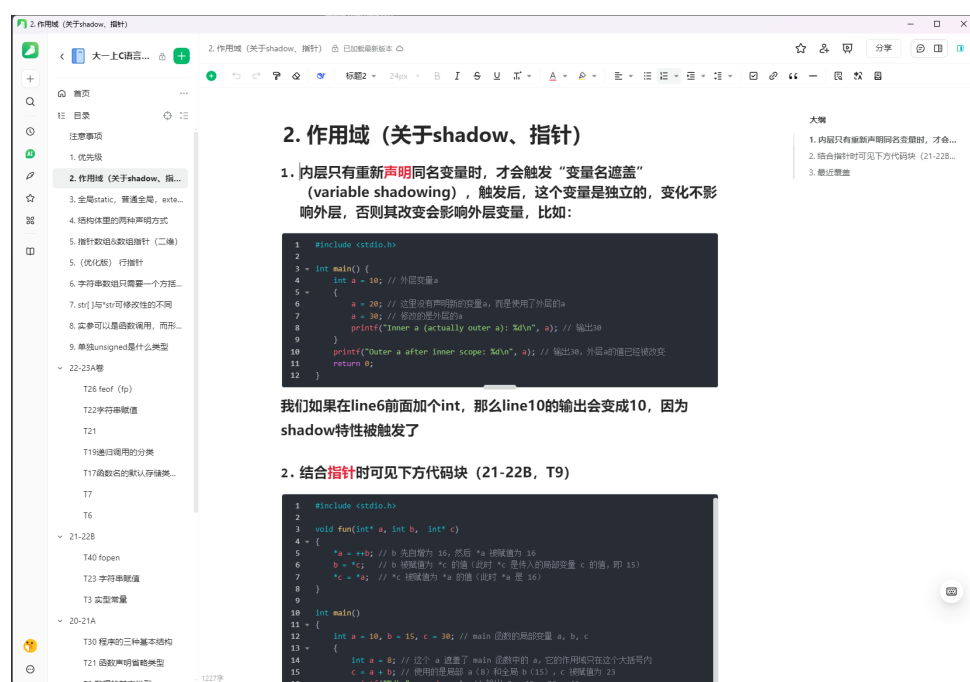 2. 作用域（关于shadow、指针）
大一上C语言...
2. 作用域（关于shadow、指针）
已加载最新版本
分享
标题2
24px
首页
目录
注意事项
1. 优先级
2. 作用域（关于shadow、指...
3. 全局static，普通全局，exte...
4. 结构体里的两种声明方式
5. 指针数组&数组指针（二维）
5.（优化版） 行指针
6. 字符串数组只需要一个方括...
7. str[ ]与*str可修改性的不同
8. 实参可以是函数调用，而形...
9. 单独unsigned是什么类型
22-23A卷
T26 feof（fp）
T22字符串赋值
T21
T19递归调用的分类
T17函数名的默认存储类...
T7
T6
21-22B
T40 fopen
T23 字符串赋值
T3 实型常量
20-21A
T30 程序的三种基本结构
T21 函数声明省略类型
2. 作用域（关于shadow、指针）
1. 内层只有重新声明同名变量时，才会触发“变量名遮盖”
（variable shadowing），触发后，这个变量是独立的，变化不影
响外层，否则其改变会影响外层变量，比如：
1 #include <stdio.h>
2
3 int main() {
4 int a = 10; // 外层变量a
5 {
6 a = 20; // 这里没有声明新的变量a，而是使用了外层的a
7 a = 30; // 修改的是外层的a
8 printf("Inner a (actually outer a): %d\n", a); // 输出30
9 }
10 printf("Outer a after inner scope: %d\n", a); // 输出30，外层a的值已经被改变
11 return 0;
12 }
我们如果在line6前面加个int，那么line10的输出会变成10，因为
shadow特性被触发了
2. 结合指针时可见下方代码块（21-22B，T9）
1 #include <stdio.h>
2
3 void fun(int* a, int b, int* c)
4 {
5 *a = ++b; // b 先自增为 16，然后 *a 被赋值为 16
6 b = *c; // b 被赋值为 *c 的值（此时 *c 是传入的局部变量 c 的值，即 15）
7 *c = *a; // *c 被赋值为 *a 的值（此时 *a 是 16）
8 }
9
10 int main()
11 {
12 int a = 10, b = 15, c = 30; // main 函数的局部变量 a, b, c
13 {
14 int a = 8; // 这个 a 遮盖了 main 函数中的 a，它的作用域只在这个大括号内
15 c = a + b; // 使用的是局部 a（8）和全局 b（15），c 被赋值为 23
1227字
大纲
1. 内层只有重新声明同名变量时，才会...
2. 结合指针时可见下方代码块（21-22B...
3. 最近覆盖